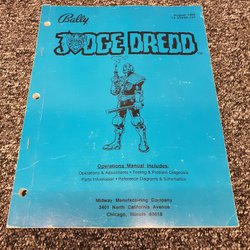 Bally
JUDGE DREDD
Operations Manual Includes:
Operations & Adjustments • Testing & Problem Diagnosis
Parts Information • Reference Diagrams & Schematics
Midway Manufacturing Company
3401 North California Avenue
Chicago, Illinois 60618